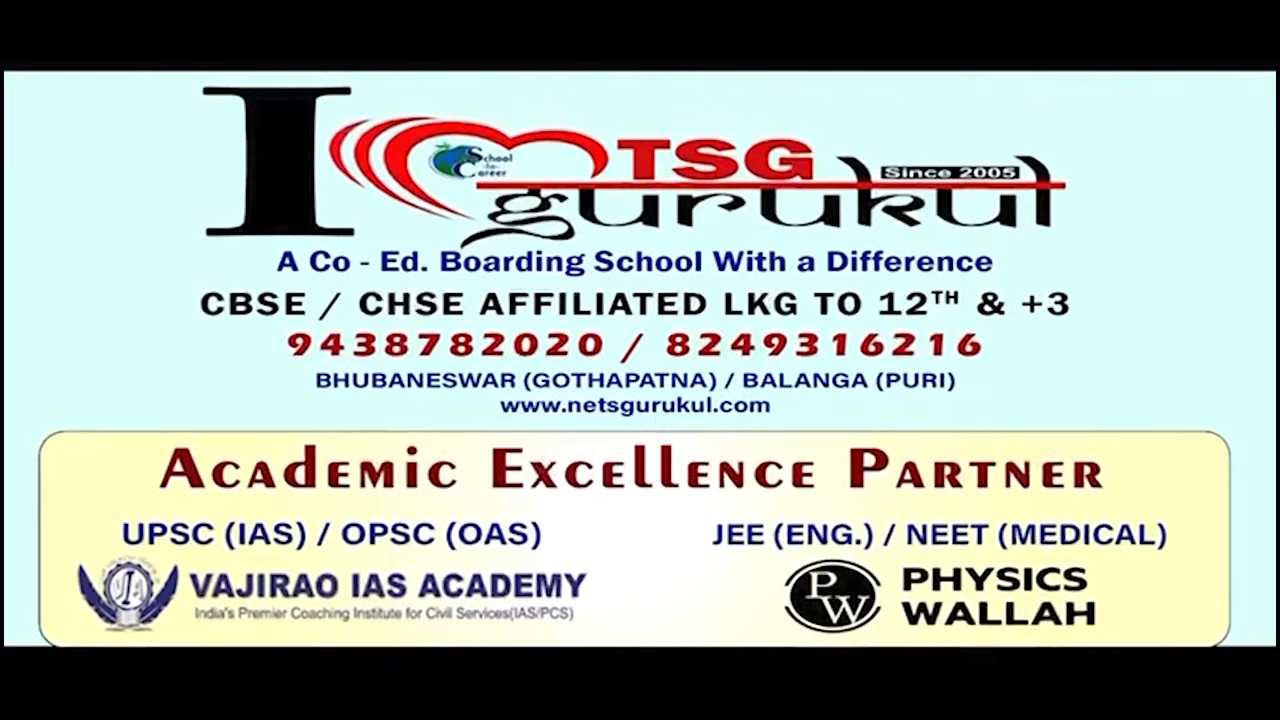 I TSG
School
to
Career
Since 2005
gurukul
A Co - Ed. Boarding School With a Difference
CBSE / CHSE AFFILIATED LKG TO 12TH & +3
9438782020 / 8249316216
BHUBANESWAR (GOTHAPATNA) / BALANGA (PURI)
www.netsgurukul.com
ACADEMIC EXCELLENCE PARTNER
UPSC (IAS) / OPSC (OAS)
JEE (ENG.) / NEET (MEDICAL)
VAJIRAO IAS ACADEMY
India's Premier Coaching Institute for Civil Services(IAS/PCS)
PW
PHYSICS
WALLAH